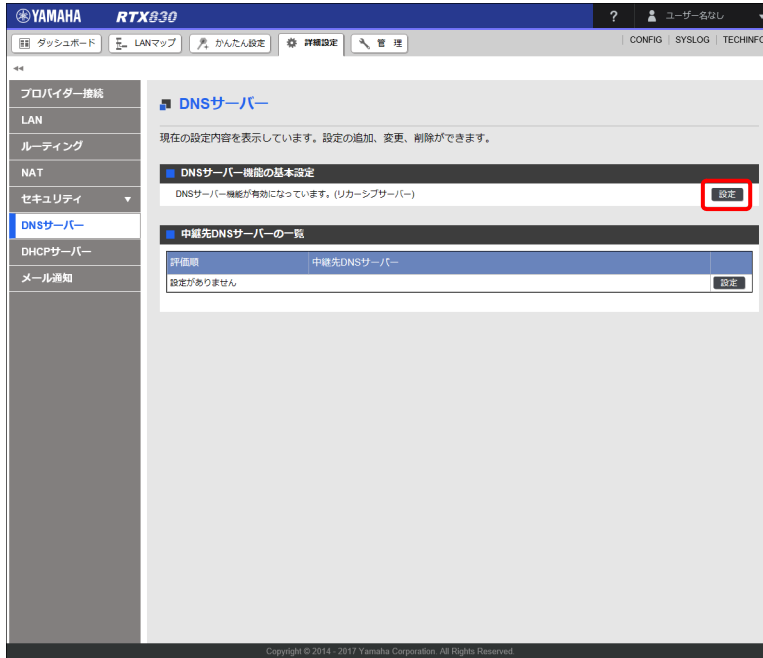 YAMAHA RTX830 ? ユーザー名なし
ダッシュボード LANマップ かんたん設定 詳細設定 管 理 | CONFIG | SYSLOG | TECHINFO
プロバイダー接続
LAN
ルーティング
NAT
セキュリティ
DNSサーバー
DHCPサーバー
メール通知
DNSサーバー
現在の設定内容を表示しています。設定の追加、変更、削除ができます。
DNSサーバー機能の基本設定
DNSサーバー機能が有効になっています。(リカーシブサーバー) 設定
中継先DNSサーバーの一覧
評価順 中継先DNSサーバー
設定がありません 設定
Copyright © 2014 - 2017 Yamaha Corporation. All Rights Reserved.